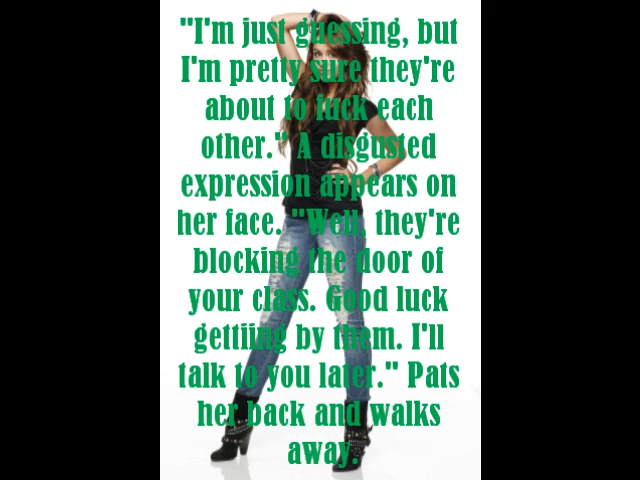 "I'm just guessing, but
I'm pretty sure they're
about to fuck each
other." A disgusted
expression appears on
her face. "Well, they're
blocking the door of
your class. Good luck
gettiing by them. I'll
talk to you later." Pats
her back and walks
away.